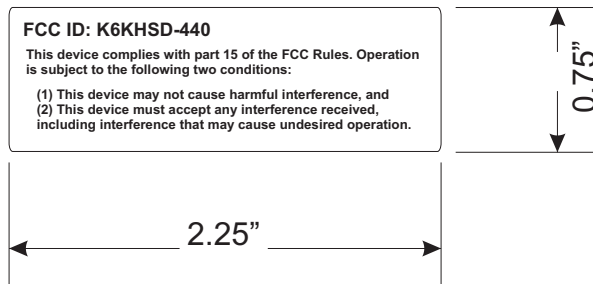 FCC ID: K6KHSD-440
This device complies with part 15 of the FCC Rules. Operation
is subject to the following two conditions:
(1) This device may not cause harmful interference, and
(2) This device must accept any interference received,
including interference that may cause undesired operation.
0.75”
2.25”